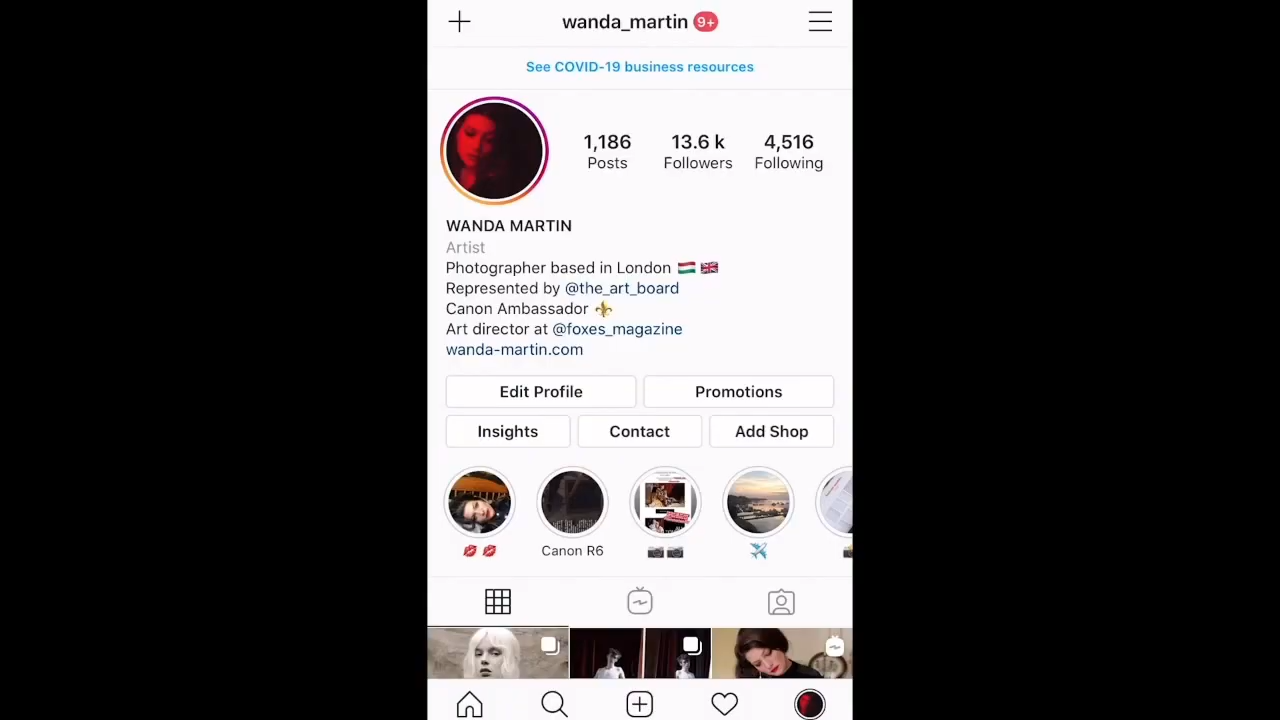 wanda_martin 9+
See COVID-19 business resources
1,186 13.6 k 4,516
Posts Followers Following
WANDA MARTIN
Artist
Photographer based in London 🇭🇺 🇬🇧
Represented by @the_art_board
Canon Ambassador ⚜️
Art director at @foxes_magazine
wanda-martin.com
Edit Profile Promotions
Insights Contact Add Shop
💋 💋 Canon R6 📷 📷 ✈️